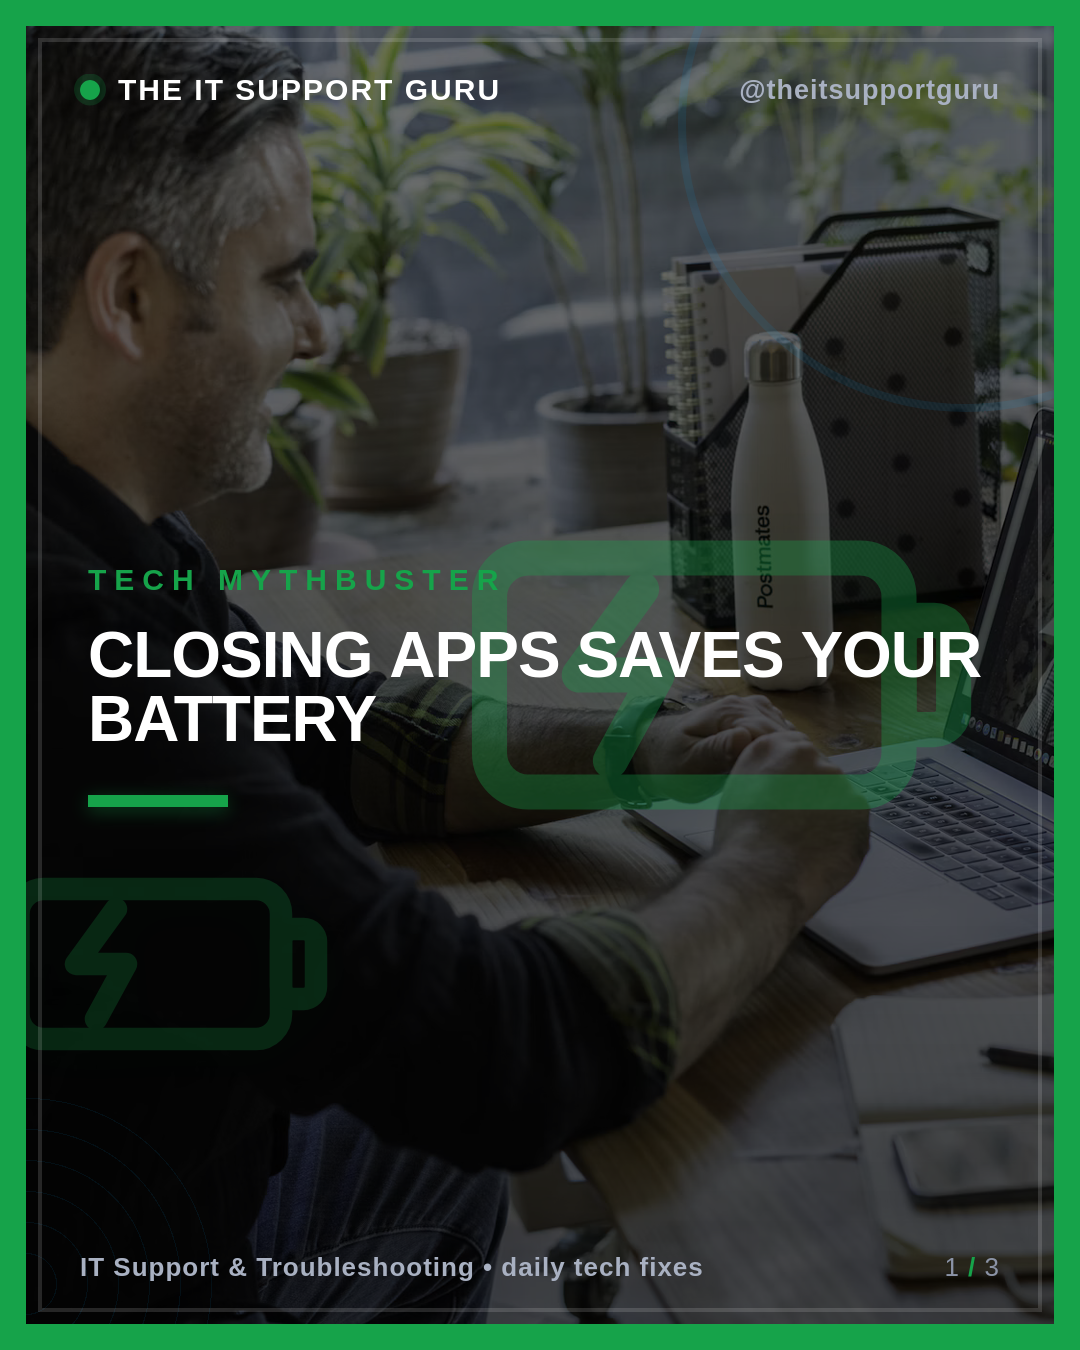 THE IT SUPPORT GURU
@theitsupportguru
Postmates
TECH MYTHBUSTER
CLOSING APPS SAVES YOUR
BATTERY
IT Support & Troubleshooting • daily tech fixes
1 / 3